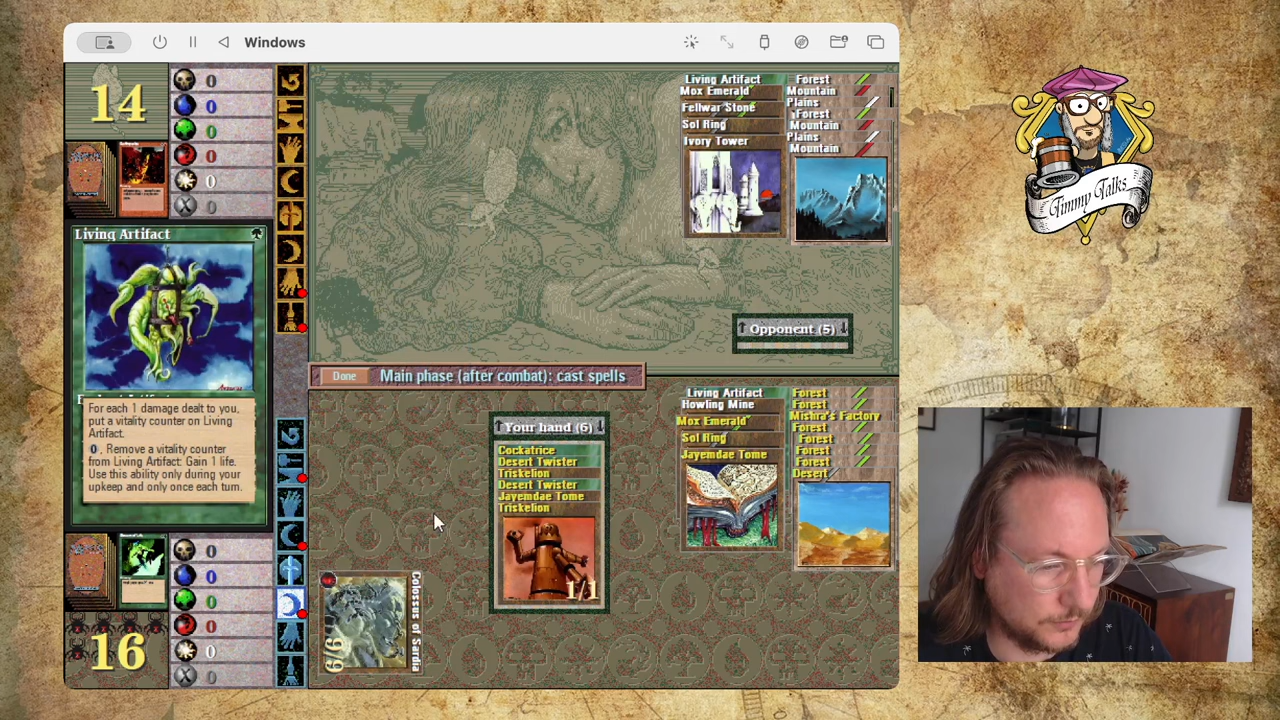 Windows
14
0
0
0
0
0
0
Living Artifact
For each 1 damage dealt to you,
put a vitality counter on Living
Artifact.
0, Remove a vitality counter
from Living Artifact: Gain 1 life.
Use this ability only during your
upkeep and only once each turn.
0
0
0
0
0
0
16
Living Artifact
Mox Emerald
Fellwar Stone
Sol Ring
Ivory Tower
Forest
Mountain
Plains
Forest
Mountain
Plains
Mountain
Opponent (5)
Done
Main phase (after combat): cast spells
Your hand (6)
Cockatrice
Desert Twister
Triskelion
Desert Twister
Jayemdae Tome
Triskelion
1/1
Colossus of Sardia
9/9
Living Artifact
Howling Mine
Mox Emerald
Sol Ring
Jayemdae Tome
Forest
Forest
Mishra's Factory
Forest
Forest
Forest
Forest
Desert
Timmy Talks